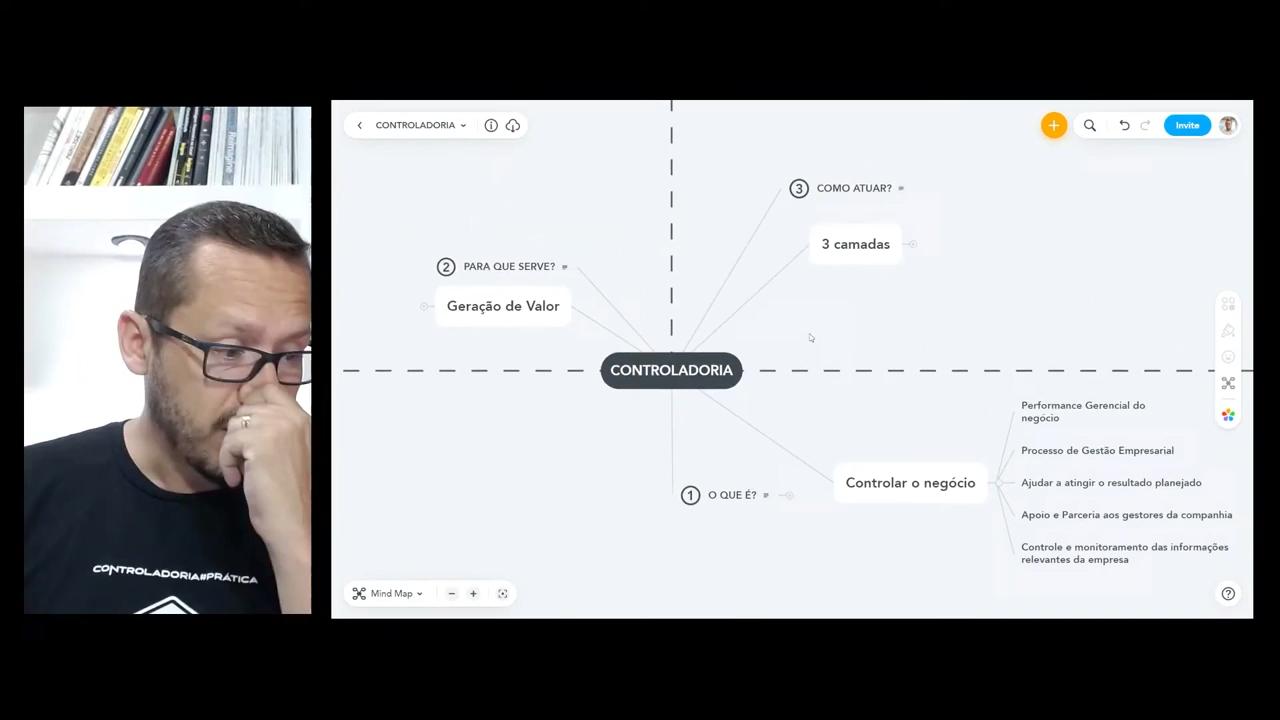 CONTROLADORIA
Invite
3 COMO ATUAR?
3 camadas
2 PARA QUE SERVE?
Geração de Valor
CONTROLADORIA
1 O QUE É?
Controlar o negócio
Performance Gerencial do
negócio
Processo de Gestão Empresarial
Ajudar a atingir o resultado planejado
Apoio e Parceria aos gestores da companhia
Controle e monitoramento das informações
relevantes da empresa
Mind Map
CONTROLADORIA#PRÁTICA